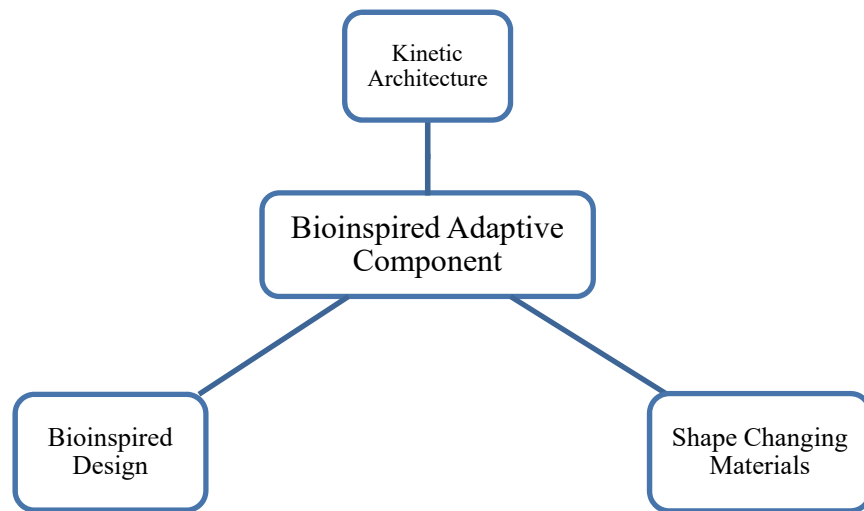 Kinetic
Architecture
Bioinspired Adaptive
Component
Bioinspired
Design
Shape Changing
Materials